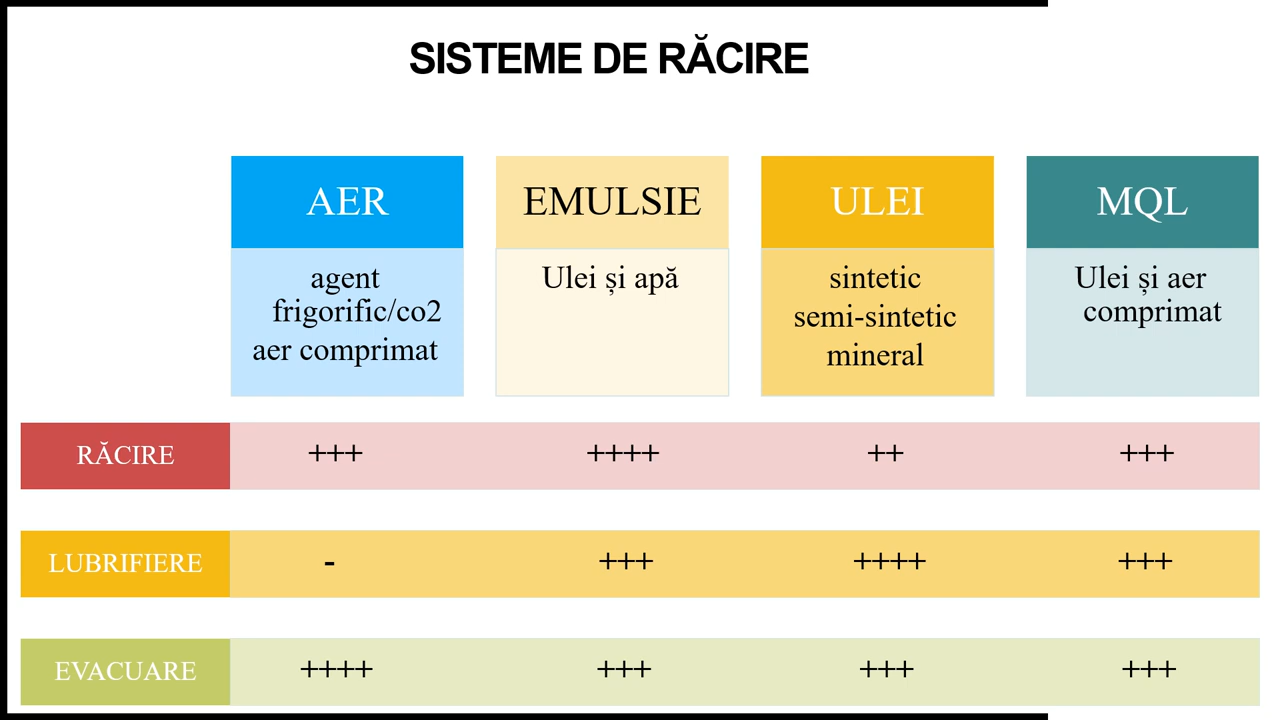 SISTEME DE RĂCIRE
AER
EMULSIE
ULEI
MQL
agent
frigorific/co2
aer comprimat
Ulei și apă
sintetic
semi-sintetic
mineral
Ulei și aer
comprimat
RĂCIRE +++ ++++ ++ +++
LUBRIFIERE - +++ ++++ +++
EVACUARE ++++ +++ +++ +++